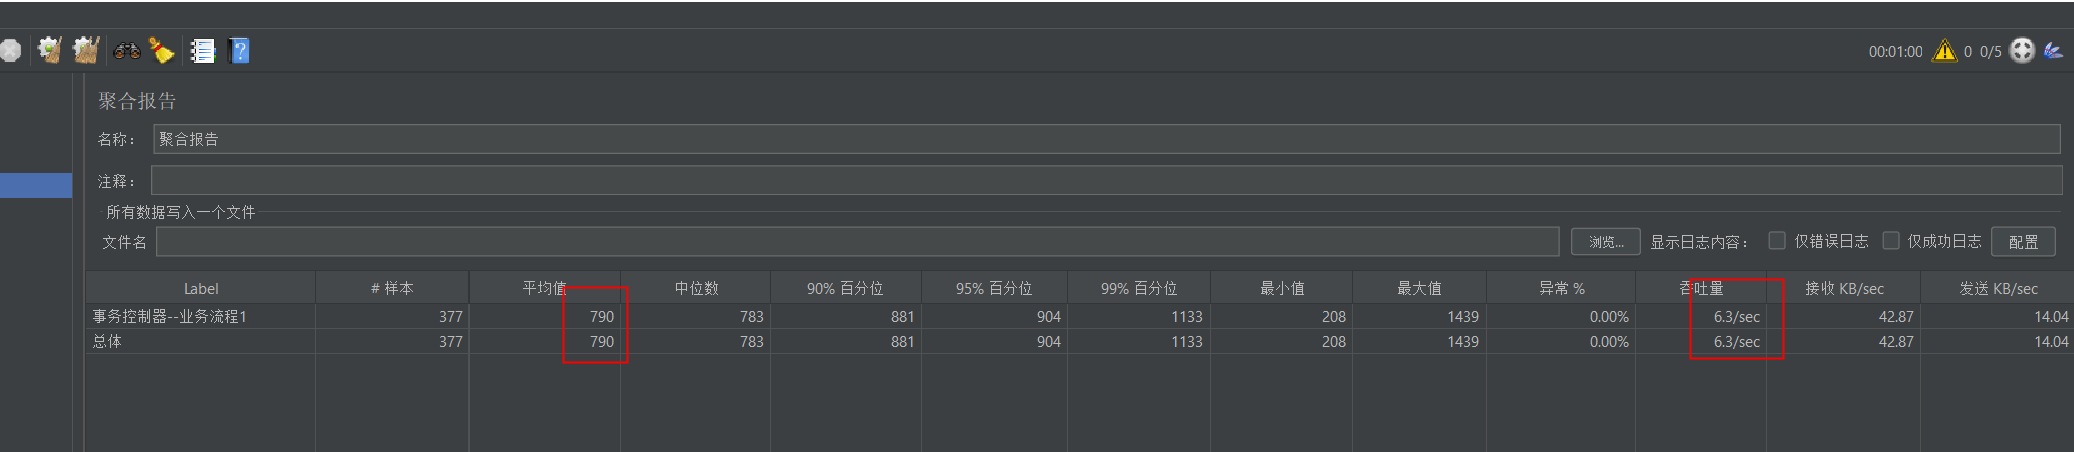 00:01:00 0 0/5
聚合报告
名称： 聚合报告
注释：
所有数据写入一个文件
文件名 浏览... 显示日志内容： 仅错误日志 仅成功日志 配置
Label # 样本 平均值 中位数 90% 百分位 95% 百分位 99% 百分位 最小值 最大值 异常 % 吞吐量 接收 KB/sec 发送 KB/sec
事务控制器--业务流程1 377 790 783 881 904 1133 208 1439 0.00% 6.3/sec 42.87 14.04
总体 377 790 783 881 904 1133 208 1439 0.00% 6.3/sec 42.87 14.04